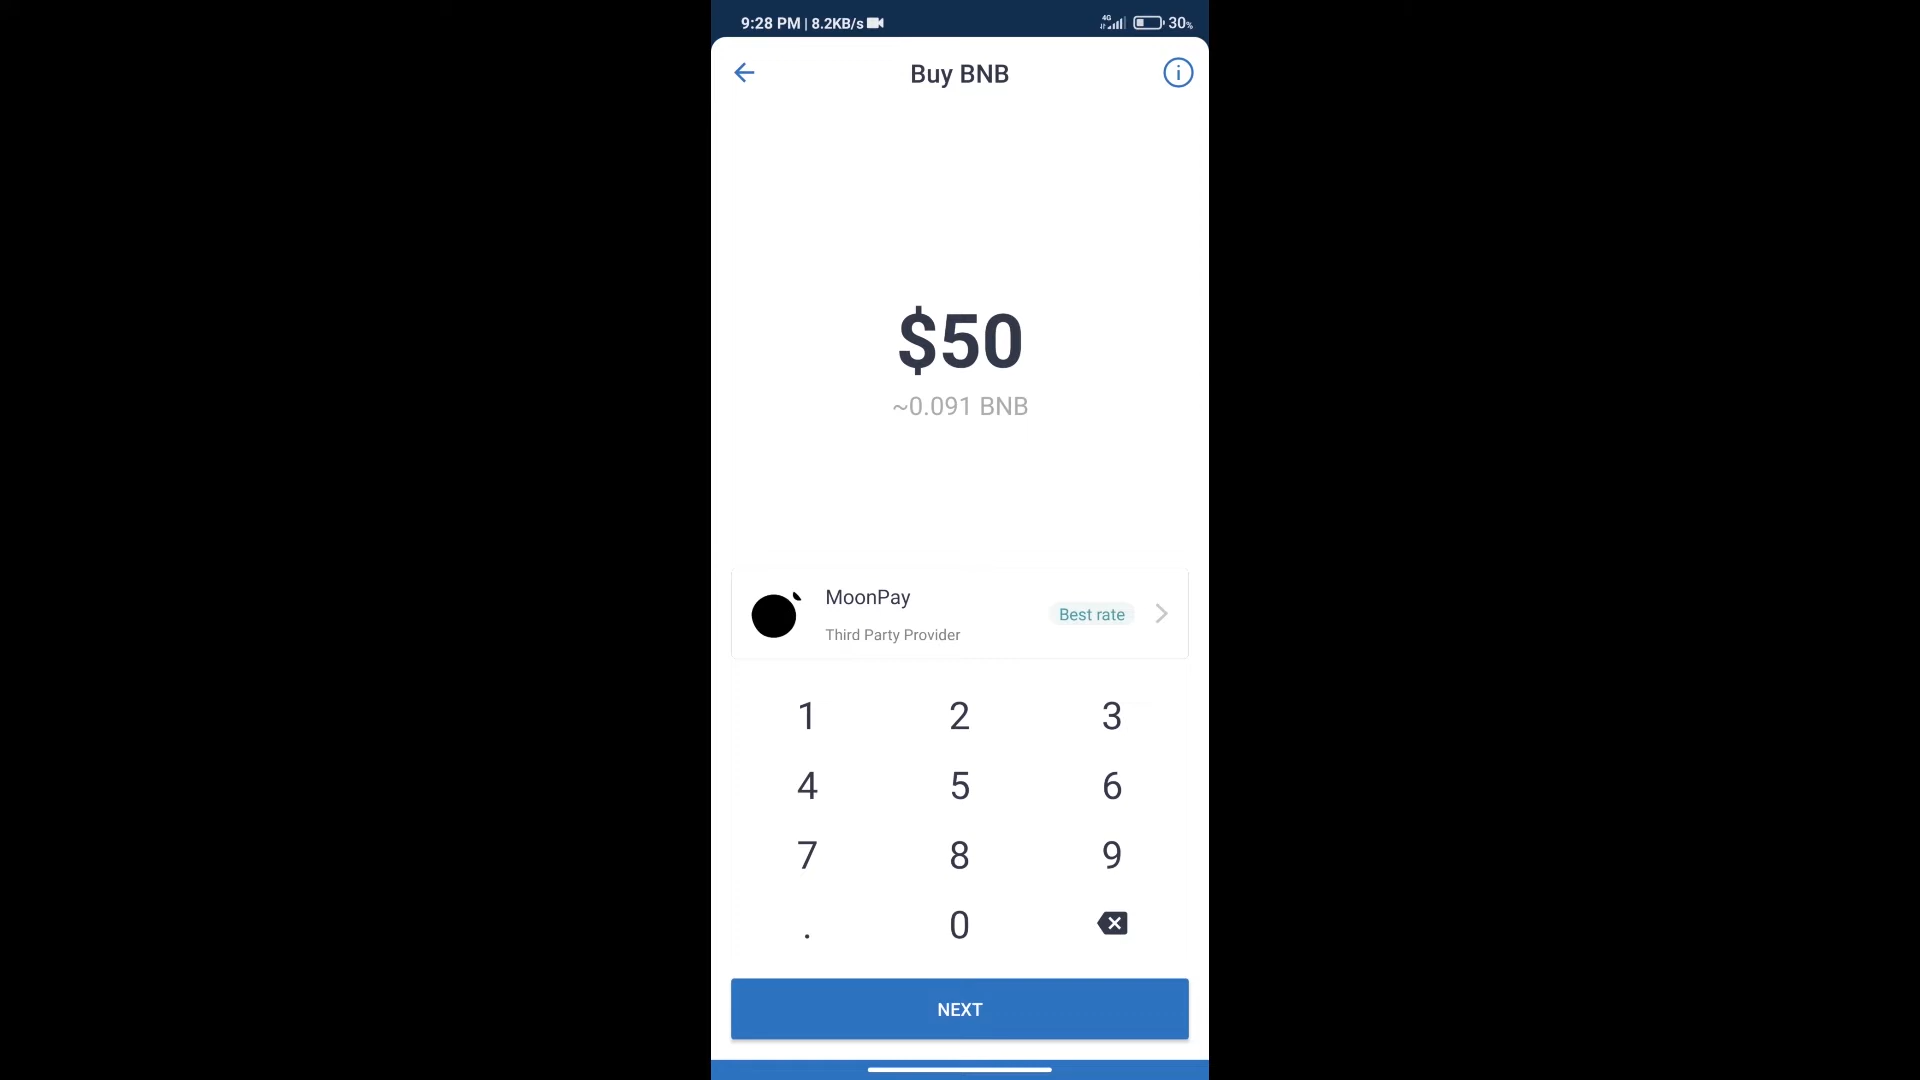 9:28 PM | 8.2KB/s 4G 30%
Buy BNB
$50
~0.091 BNB
MoonPay
Best rate
Third Party Provider
1 2 3
4 5 6
7 8 9
. 0
NEXT